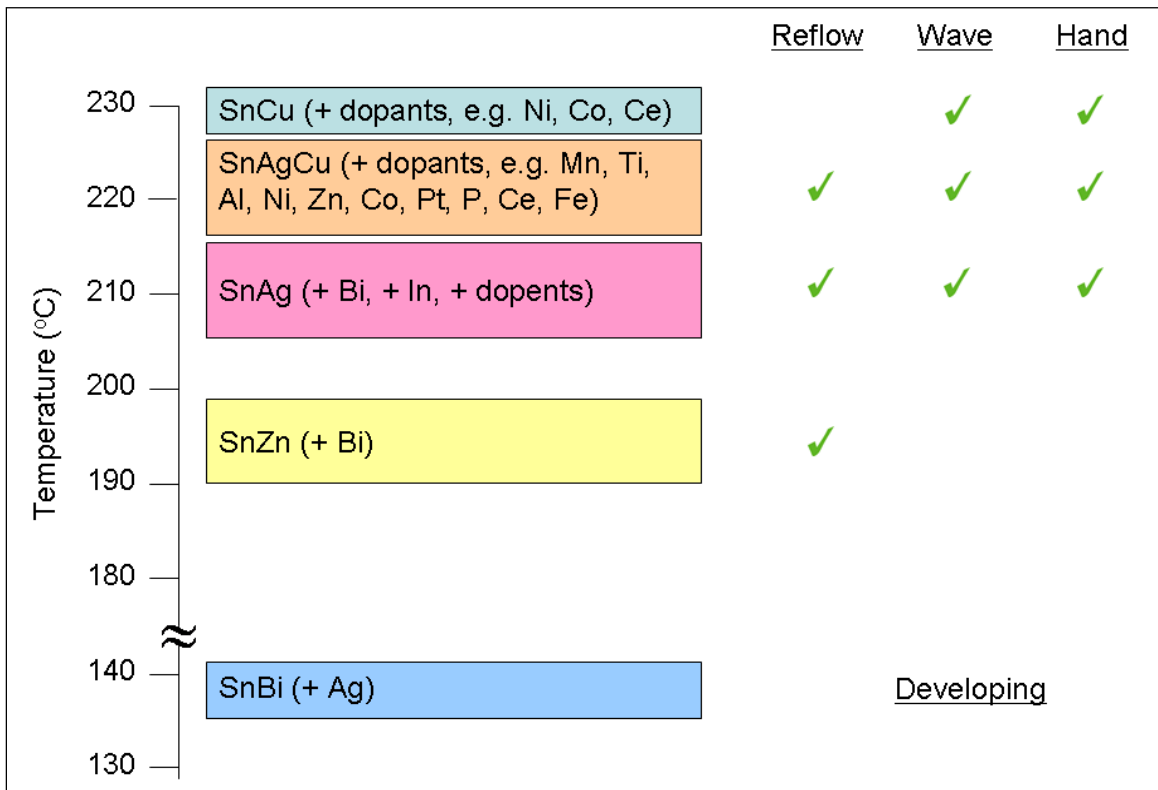 Reflow Wave Hand
230
SnCu (+ dopants, e.g. Ni, Co, Ce)
SnAgCu (+ dopants, e.g. Mn, Ti,
220
Al, Ni, Zn, Co, Pt, P, Ce, Fe)
210
SnAg (+ Bi, + In, + dopents)
Temperature (°C)
200
SnZn (+ Bi)
190
180
140
SnBi (+ Ag)
Developing
130